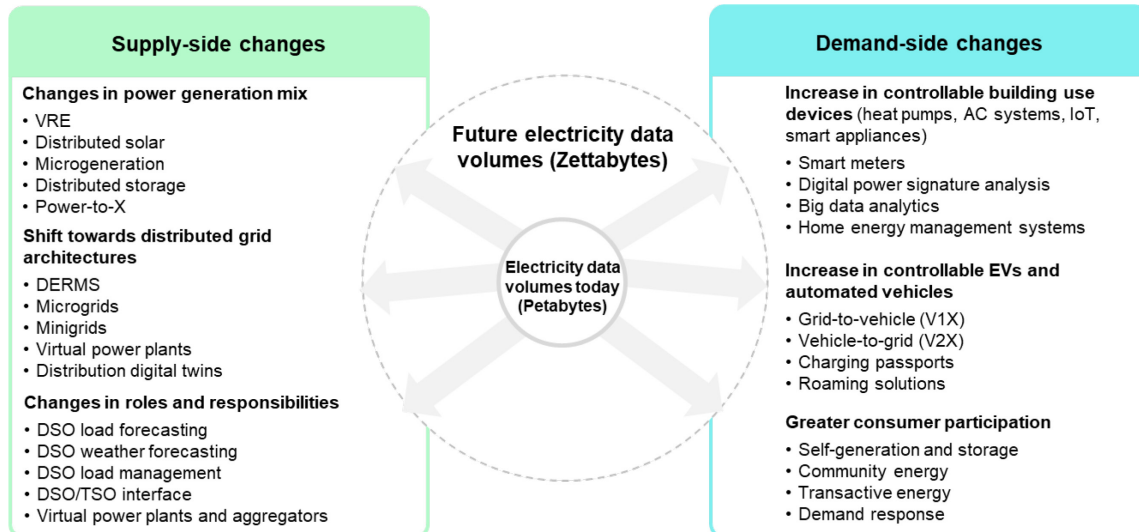 Supply-side changes
Changes in power generation mix
• VRE
• Distributed solar
• Microgeneration
• Distributed storage
• Power-to-X
Shift towards distributed grid
architectures
• DERMS
• Microgrids
• Minigrids
• Virtual power plants
• Distribution digital twins
Changes in roles and responsibilities
• DSO load forecasting
• DSO weather forecasting
• DSO load management
• DSO/TSO interface
• Virtual power plants and aggregators
Future electricity data
volumes (Zettabytes)
Electricity data
volumes today
(Petabytes)
Demand-side changes
Increase in controllable building use
devices (heat pumps, AC systems, IoT,
smart appliances)
• Smart meters
• Digital power signature analysis
• Big data analytics
• Home energy management systems
Increase in controllable EVs and
automated vehicles
• Grid-to-vehicle (V1X)
• Vehicle-to-grid (V2X)
• Charging passports
• Roaming solutions
Greater consumer participation
• Self-generation and storage
• Community energy
• Transactive energy
• Demand response